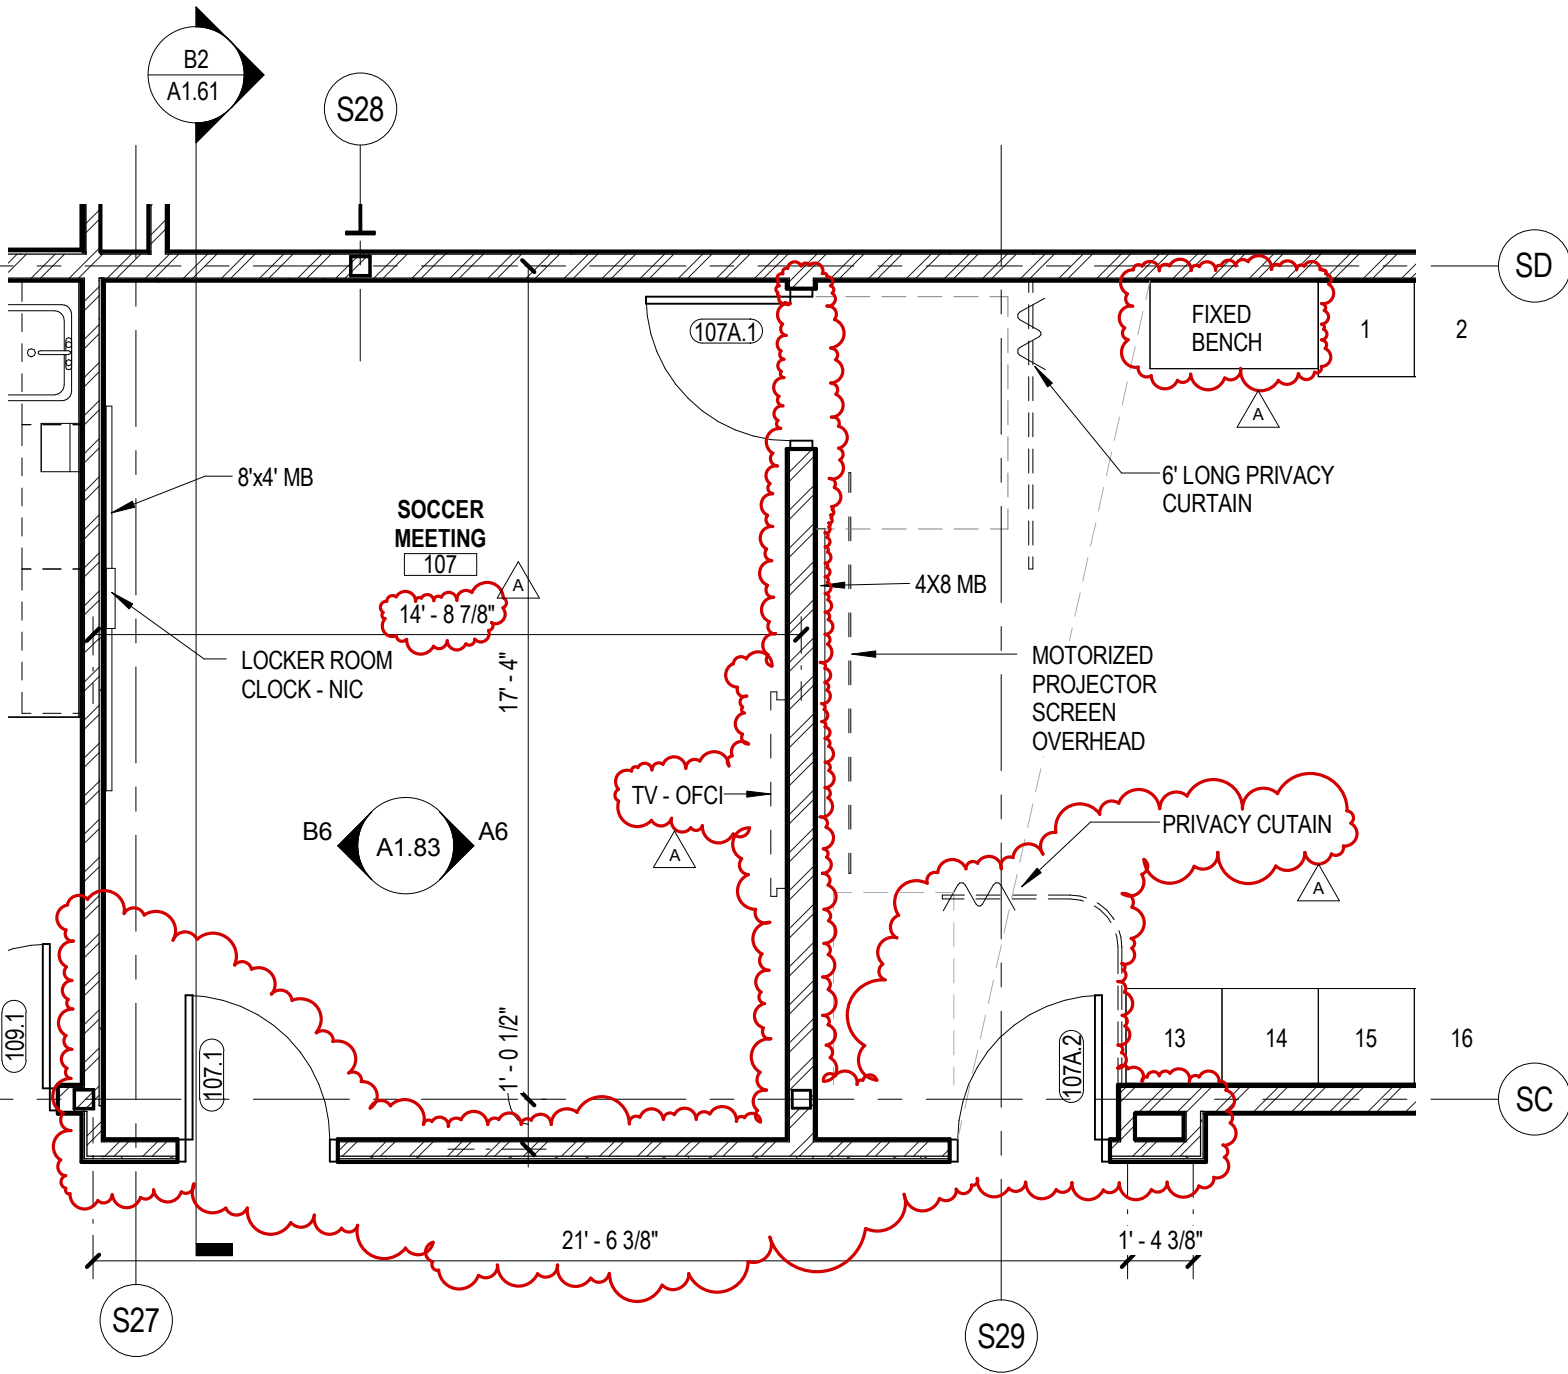 B2
A1.61
S28
SD
FIXED
BENCH
1
2
107A.1
A
8'x4' MB
6' LONG PRIVACY
CURTAIN
SOCCER
MEETING
107
A
14' - 8 7/8"
4X8 MB
LOCKER ROOM
CLOCK - NIC
17' - 4"
MOTORIZED
PROJECTOR
SCREEN
OVERHEAD
TV - OFCI
A
B6
A1.83
A6
PRIVACY CUTAIN
A
109.1
107.1
1' - 0 1/2"
107A.2
13
14
15
16
SC
21' - 6 3/8"
1' - 4 3/8"
S27
S29